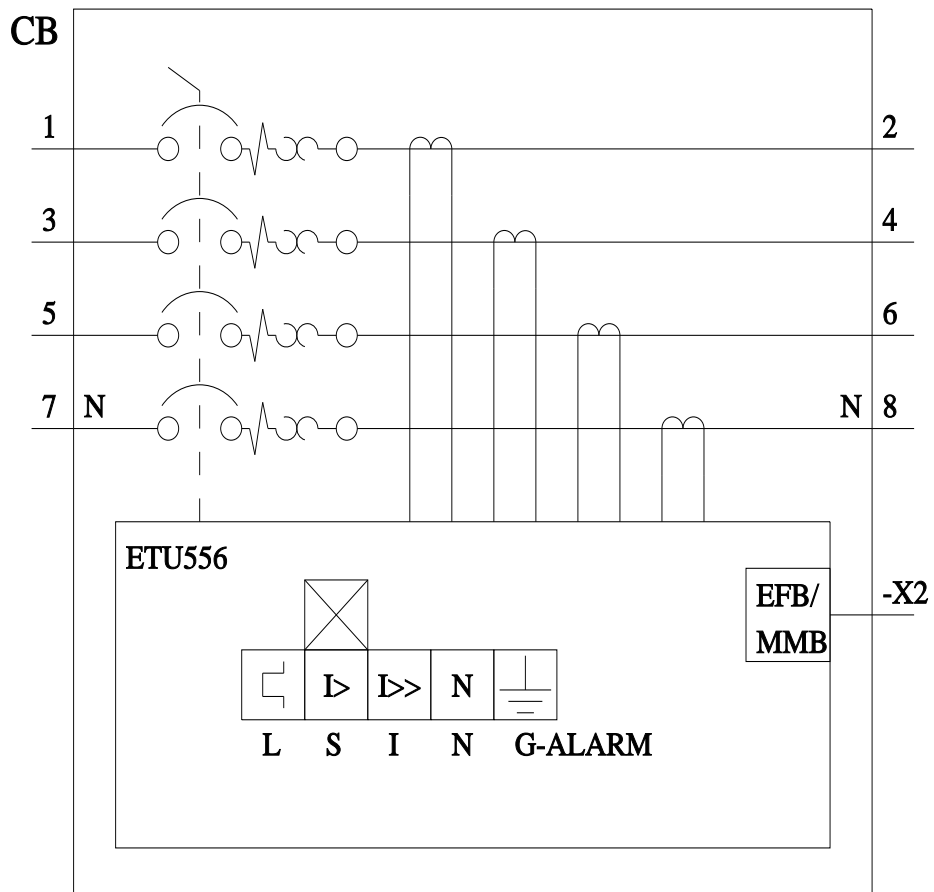 CB
1 2
3 4
5 6
7 N N 8
ETU556
EFB/ -X2
MMB
I> I>> N
L S I N G-ALARM